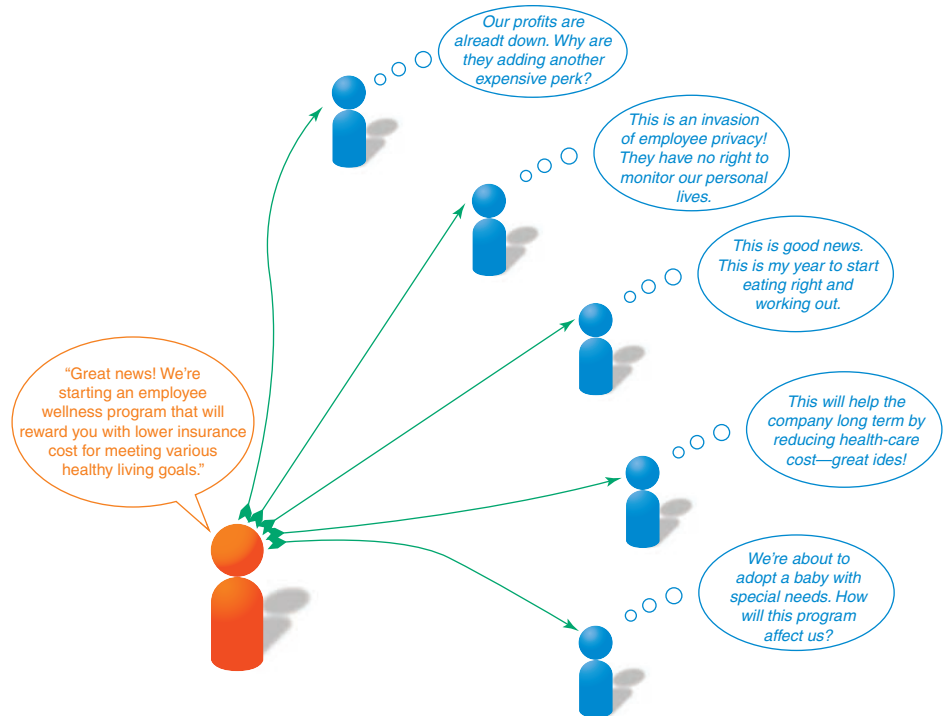 Our profits are
alreadt down. Why are
they adding another
expensive perk?
This is an invasion
of employee privacy!
They have no right to
monitor our personal
lives.
This is good news.
This is my year to start
eating right and
working out.
“Great news! We’re
starting an employee
wellness program that will
reward you with lower insurance
cost for meeting various
healthy living goals.”
This will help the
company long term by
reducing health-care
cost—great ides!
We’re about to
adopt a baby with
special needs. How
will this program
affect us?